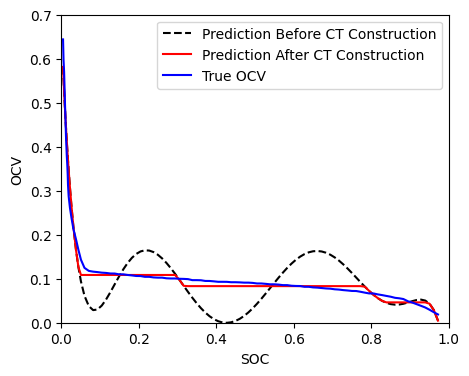 0.7
0.6
0.5
0.4
0.3
0.2
0.1
0.0
OCV
Prediction Before CT Construction
Prediction After CT Construction
True OCV
0.0 0.2 0.4 0.6 0.8 1.0
SOC